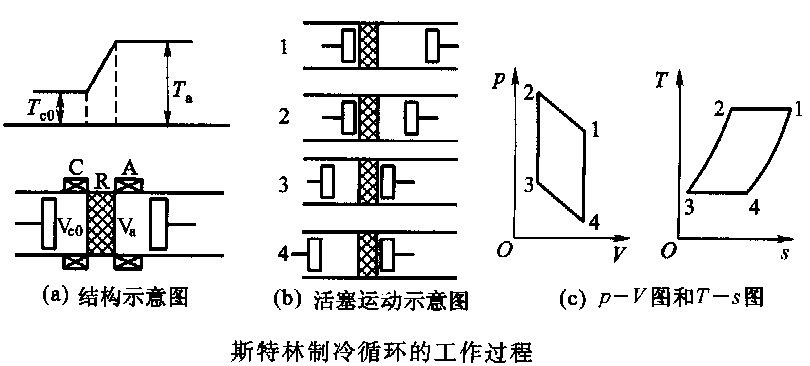 T_c0
T_a
C R A
V_c0 V_a
(a) 结构示意图
1
2
3
4
(b) 活塞运动示意图
p
2
1
3
4
O V
T
2 1
3 4
O s
(c) p-V图和T-s图
斯特林制冷循环的工作过程